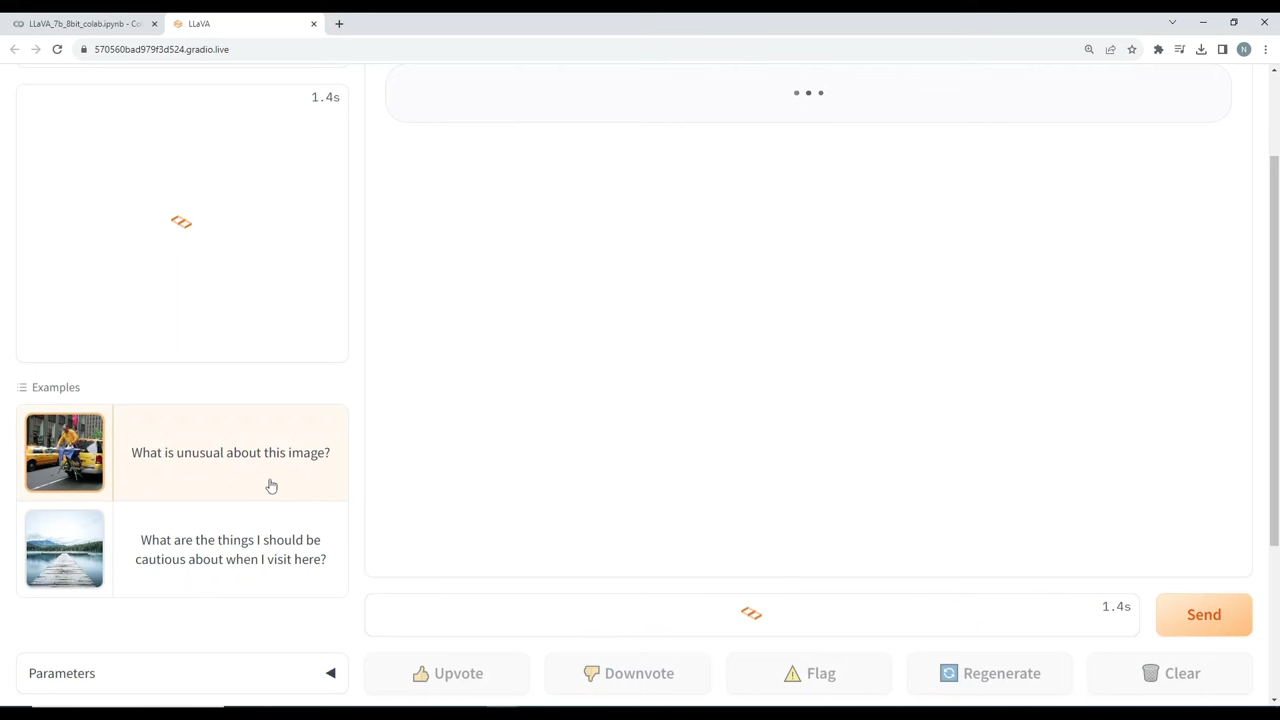 LLaVA_7b_8bit_colab.ipynb - Co
LLaVA
570560bad979f3d524.gradio.live
N
1.4s
Examples
What is unusual about this image?
What are the things I should be
cautious about when I visit here?
1.4s
Send
Parameters
Upvote
Downvote
Flag
Regenerate
Clear